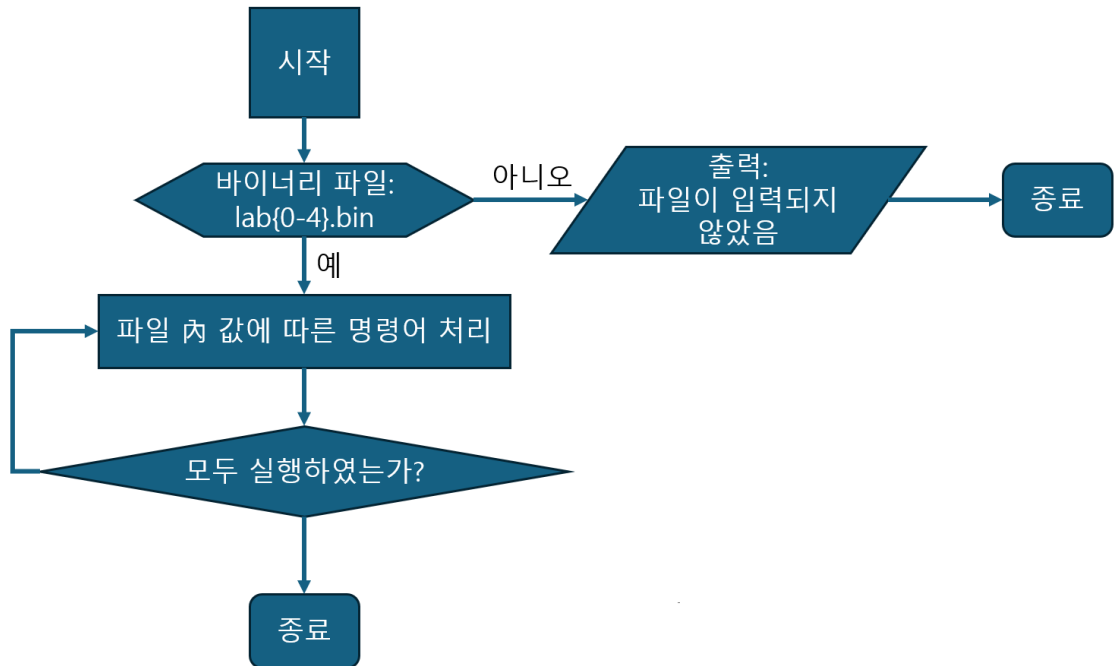 시작
바이너리 파일:
lab{0-4}.bin
아니오
출력:
파일이 입력되지
않았음
종료
예
파일 內 값에 따른 명령어 처리
모두 실행하였는가?
종료